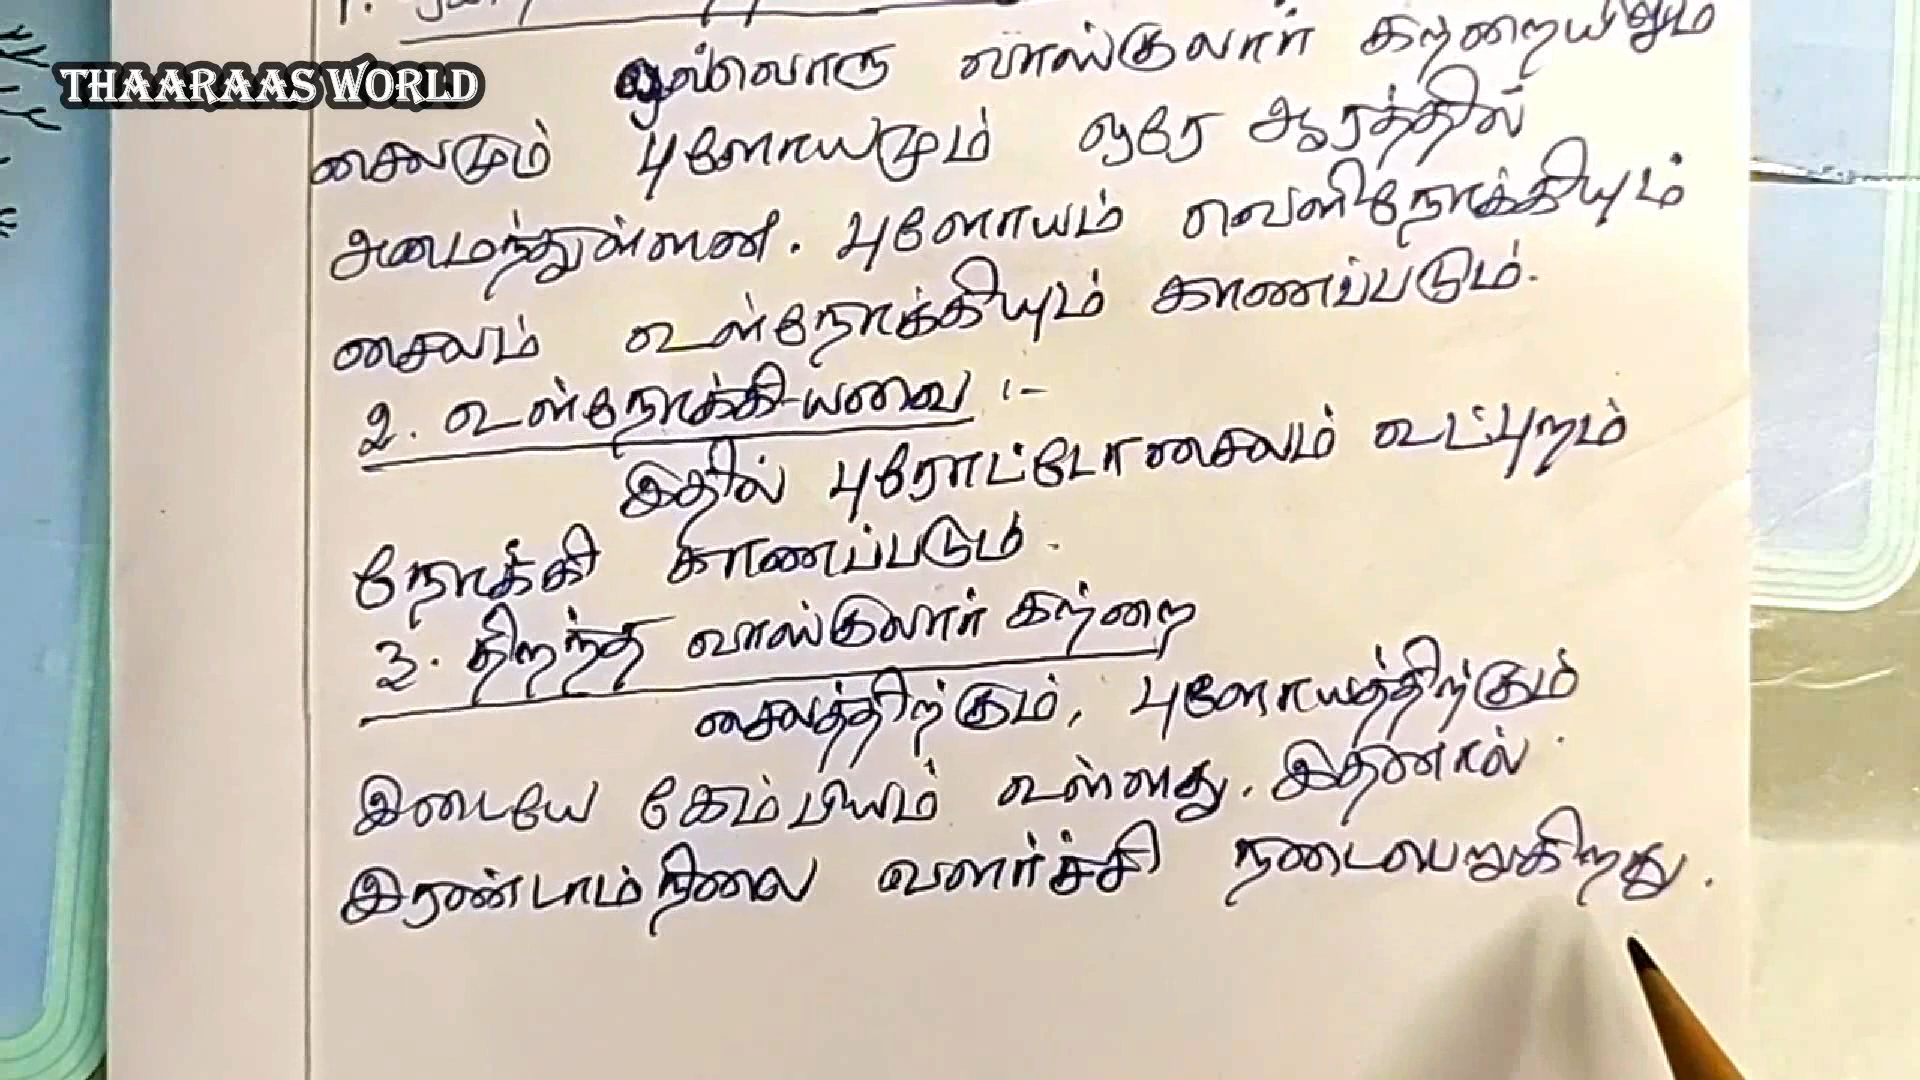 1.
THAARAAS WORLD
ஒவ்வொரு வாஸ்குலார் கற்றையிலும்
சைலமும் புளோயமும் ஒரே ஆரத்தில்
அமைந்துள்ளன. புளோயம் வெளிநோக்கியும்
சைலம் உள்நோக்கியும் காணப்படும்.
2. உள்நோக்கியவை :-
இதில் புரோட்டோசைலம் உட்புறம்
நோக்கி காணப்படும்.
3. திறந்த வாஸ்குலார் கற்றை
சைலத்திற்கும், புளோயத்திற்கும்
இடையே கேம்பியம் உள்ளது. இதனால்
இரண்டாம்நிலை வளர்ச்சி நடைபெறுகிறது.